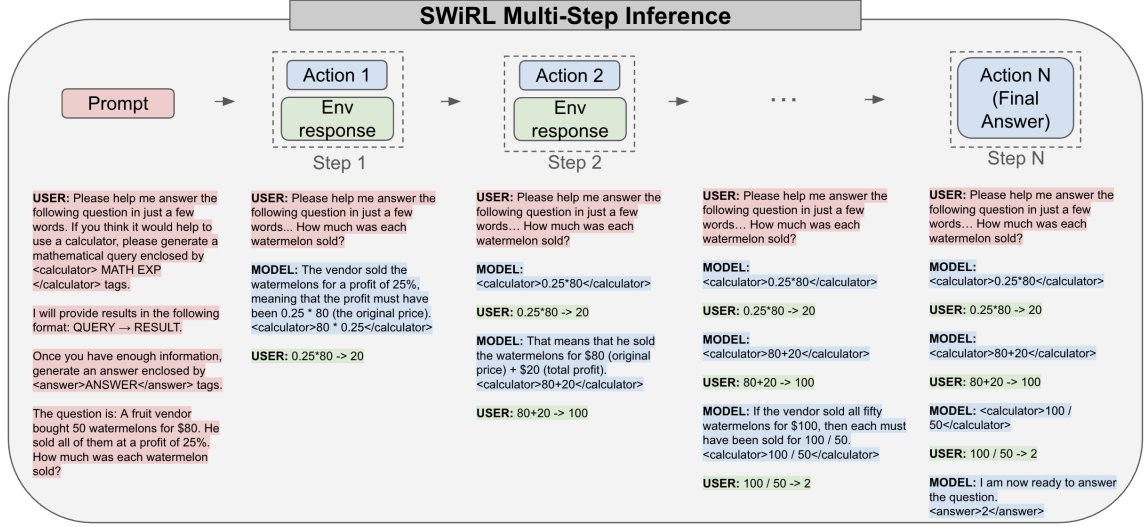 SWiRL Multi-Step Inference
Prompt
Action 1
Env
response
Step 1
Action 2
Env
response
Step 2
...
Action N
(Final
Answer)
Step N
USER: Please help me answer the
following question in just a few
words. If you think it would help to
use a calculator, please generate a
mathematical query enclosed by
<calculator> MATH EXP
</calculator> tags.
I will provide results in the following
format: QUERY → RESULT.
Once you have enough information,
generate an answer enclosed by
<answer>ANSWER</answer> tags.
The question is: A fruit vendor
bought 50 watermelons for $80. He
sold all of them at a profit of 25%.
How much was each watermelon
sold?
USER: Please help me answer the
following question in just a few
words... How much was each
watermelon sold?
MODEL: The vendor sold the
watermelons for a profit of 25%,
meaning that the profit must have
been 0.25 * 80 (the original price).
<calculator>80 * 0.25</calculator>
USER: 0.25*80 -> 20
USER: Please help me answer the
following question in just a few
words… How much was each
watermelon sold?
MODEL:
<calculator>0.25*80</calculator>
USER: 0.25*80 -> 20
MODEL: That means that he sold
the watermelons for $80 (original
price) + $20 (total profit).
<calculator>80+20</calculator>
USER: 80+20 -> 100
USER: Please help me answer the
following question in just a few
words… How much was each
watermelon sold?
MODEL:
<calculator>0.25*80</calculator>
USER: 0.25*80 -> 20
MODEL:
<calculator>80+20</calculator>
USER: 80+20 -> 100
MODEL: If the vendor sold all fifty
watermelons for $100, then each must
have been sold for 100 / 50.
<calculator>100 / 50</calculator>
USER: 100 / 50 -> 2
USER: Please help me answer the
following question in just a few
words… How much was each
watermelon sold?
MODEL:
<calculator>0.25*80</calculator>
USER: 0.25*80 -> 20
MODEL:
<calculator>80+20</calculator>
USER: 80+20 -> 100
MODEL: <calculator>100 /
50</calculator>
USER: 100 / 50 -> 2
MODEL: I am now ready to answer
the question.
<answer>2</answer>